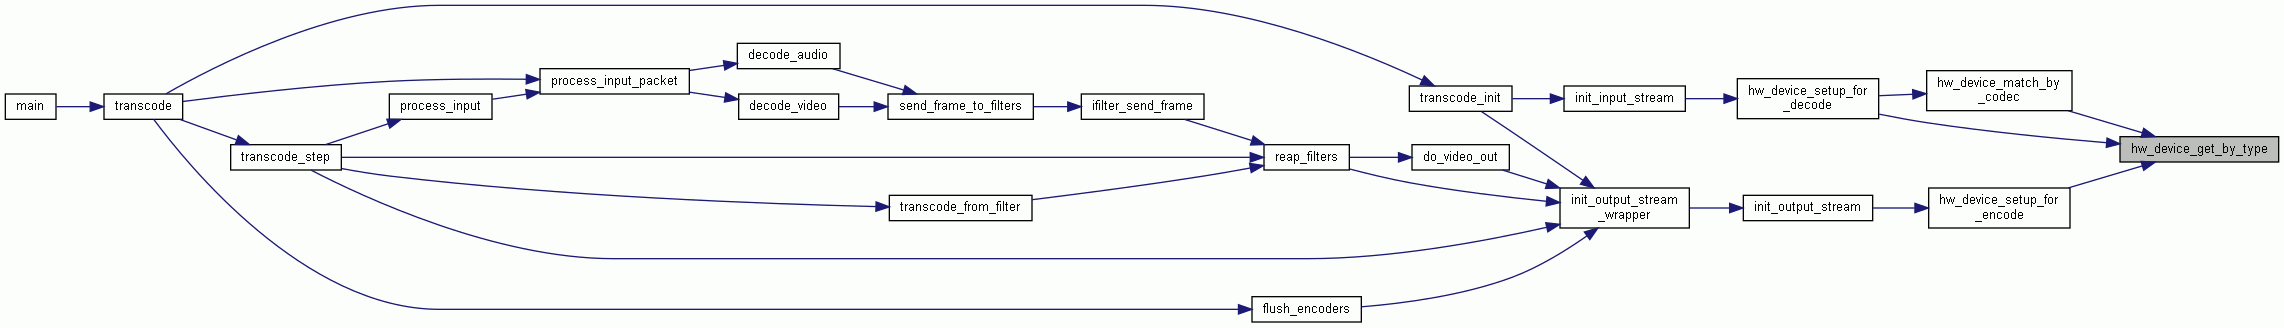 main
transcode
transcode_step
process_input
process_input_packet
decode_audio
decode_video
send_frame_to_filters
transcode_from_filter
ifilter_send_frame
reap_filters
flush_encoders
transcode_init
do_video_out
init_input_stream
init_output_stream
_wrapper
hw_device_setup_for
_decode
init_output_stream
hw_device_match_by
_codec
hw_device_setup_for
_encode
hw_device_get_by_type